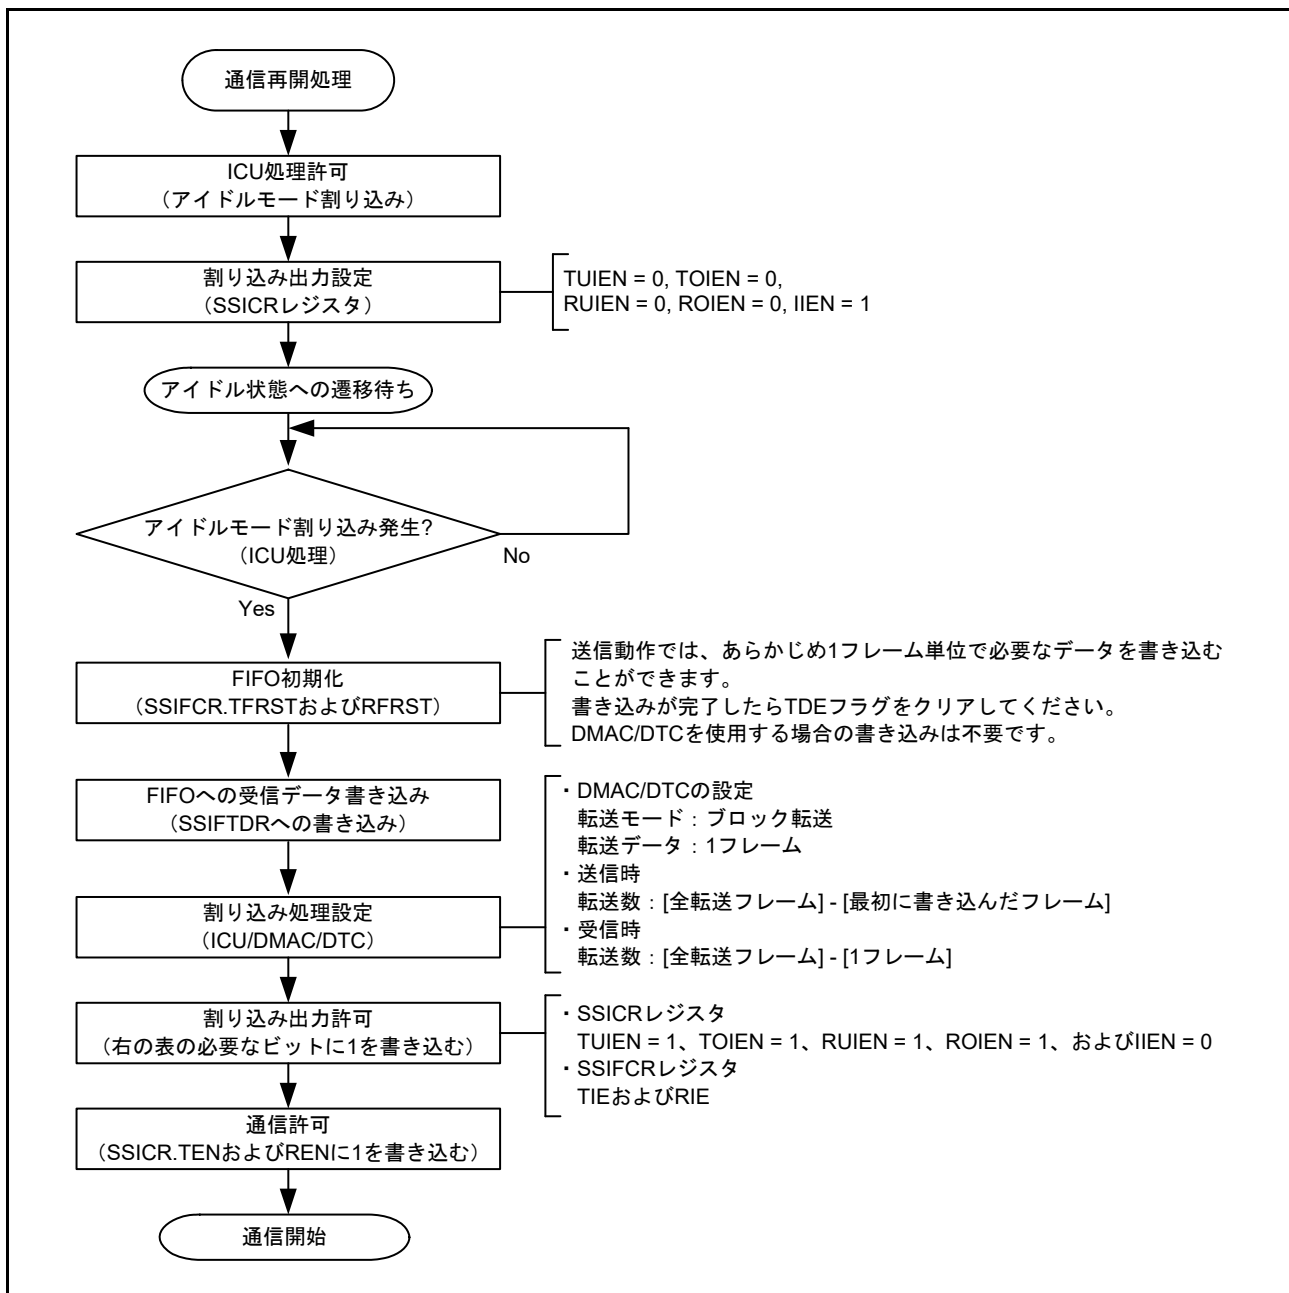 通信再開処理
ICU処理許可
（アイドルモード割り込み）
割り込み出力設定
（SSICRレジスタ）
TUIEN = 0, TOIEN = 0,
RUIEN = 0, ROIEN = 0, IIEN = 1
アイドル状態への遷移待ち
アイドルモード割り込み発生?
（ICU処理）
No
Yes
FIFO初期化
（SSIFCR.TFRSTおよびRFRST）
送信動作では、あらかじめ1フレーム単位で必要なデータを書き込む
ことができます。
書き込みが完了したらTDEフラグをクリアしてください。
DMAC/DTCを使用する場合の書き込みは不要です。
FIFOへの受信データ書き込み
（SSIFTDRへの書き込み）
・DMAC/DTCの設定
転送モード：ブロック転送
転送データ：1フレーム
・送信時
転送数：[全転送フレーム] - [最初に書き込んだフレーム]
・受信時
転送数：[全転送フレーム] - [1フレーム]
割り込み処理設定
（ICU/DMAC/DTC）
割り込み出力許可
（右の表の必要なビットに1を書き込む）
・SSICRレジスタ
TUIEN = 1、TOIEN = 1、RUIEN = 1、ROIEN = 1、およびIIEN = 0
・SSIFCRレジスタ
TIEおよびRIE
通信許可
（SSICR.TENおよびRENに1を書き込む）
通信開始